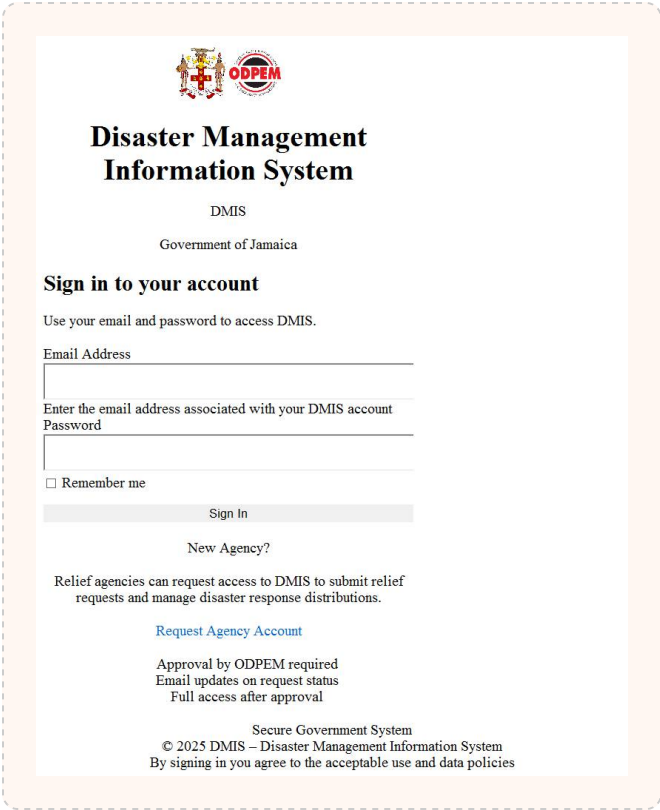 ODPEM
Disaster Management
Information System
DMIS
Government of Jamaica
Sign in to your account
Use your email and password to access DMIS.
Email Address
Enter the email address associated with your DMIS account
Password
Remember me
Sign In
New Agency?
Relief agencies can request access to DMIS to submit relief
requests and manage disaster response distributions.
Request Agency Account
Approval by ODPEM required
Email updates on request status
Full access after approval
Secure Government System
© 2025 DMIS – Disaster Management Information System
By signing in you agree to the acceptable use and data policies